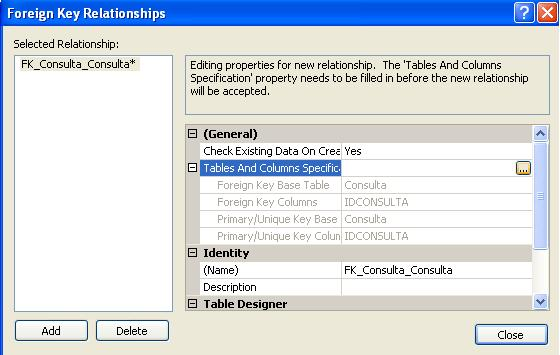 Foreign Key Relationships
Selected Relationship:
FK_Consulta_Consulta*
Editing properties for new relationship. The 'Tables And Columns
Specification' property needs to be filled in before the new relationship
will be accepted.
(General)
Check Existing Data On Crea Yes
Tables And Columns Specific ...
Foreign Key Base Table Consulta
Foreign Key Columns IDCONSULTA
Primary/Unique Key Base Consulta
Primary/Unique Key Colum IDCONSULTA
Identity
(Name) FK_Consulta_Consulta
Description
Table Designer
Add Delete Close